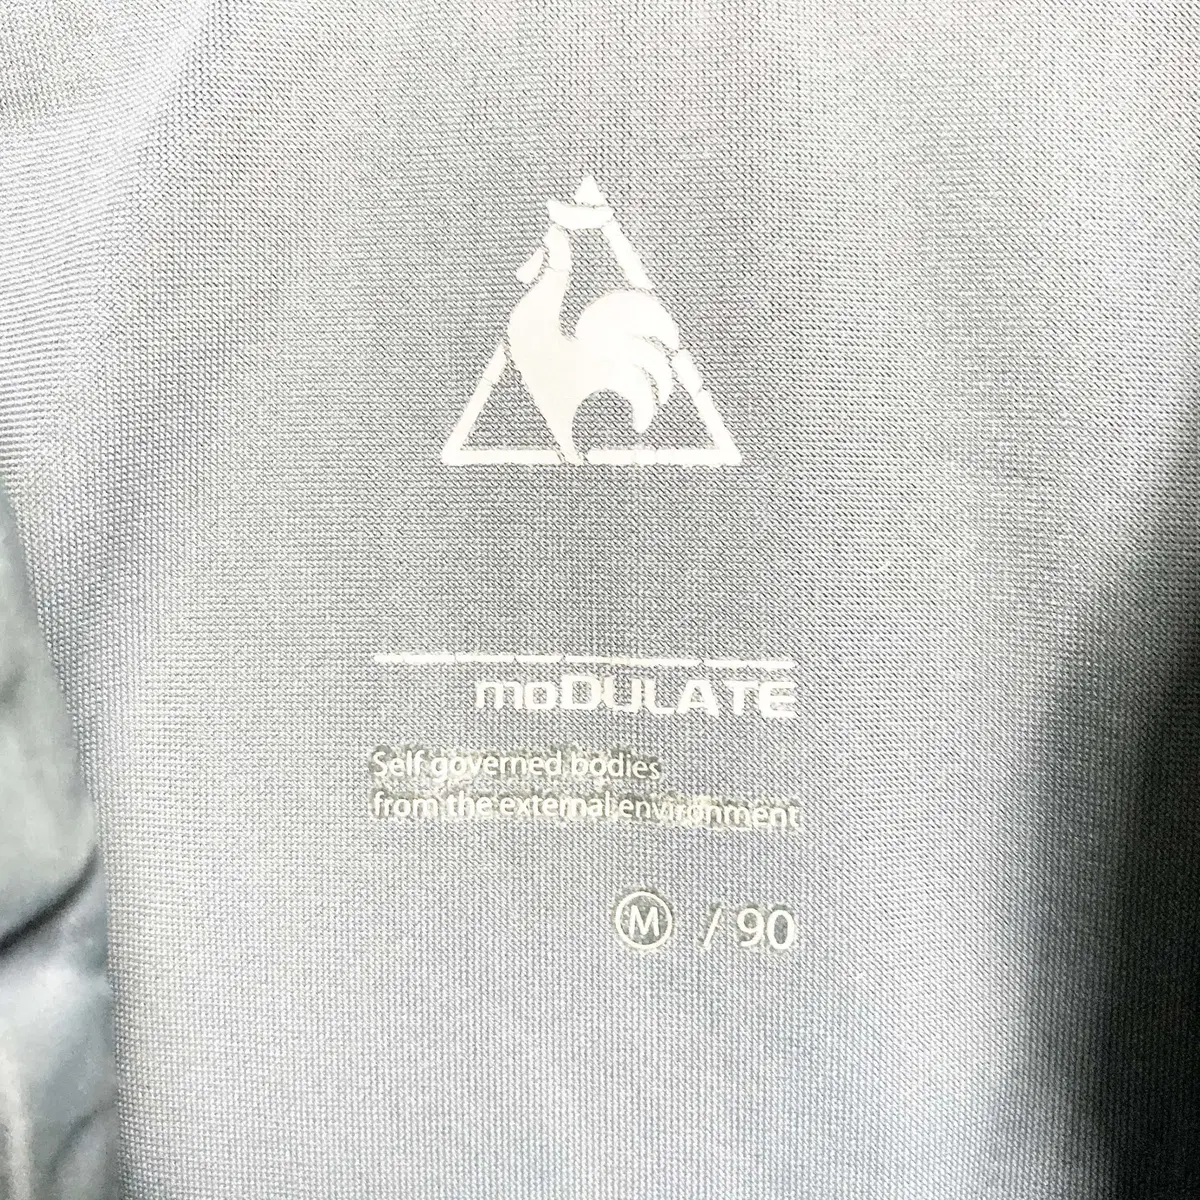 moDULATE
Self governed bodies
from the external environment
M / 90